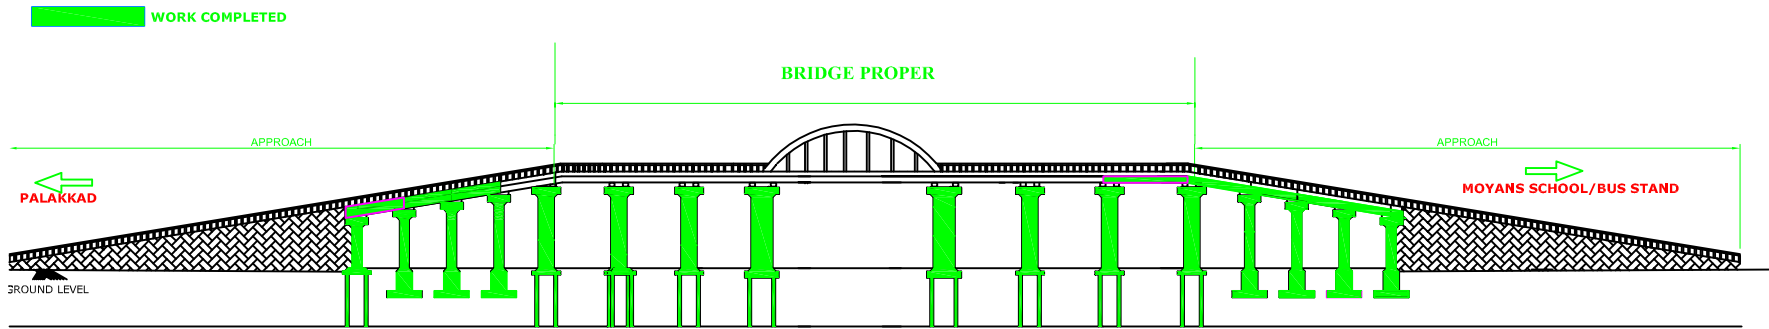 WORK COMPLETED
BRIDGE PROPER
APPROACH
APPROACH
PALAKKAD
MOYANS SCHOOL/BUS STAND
GROUND LEVEL